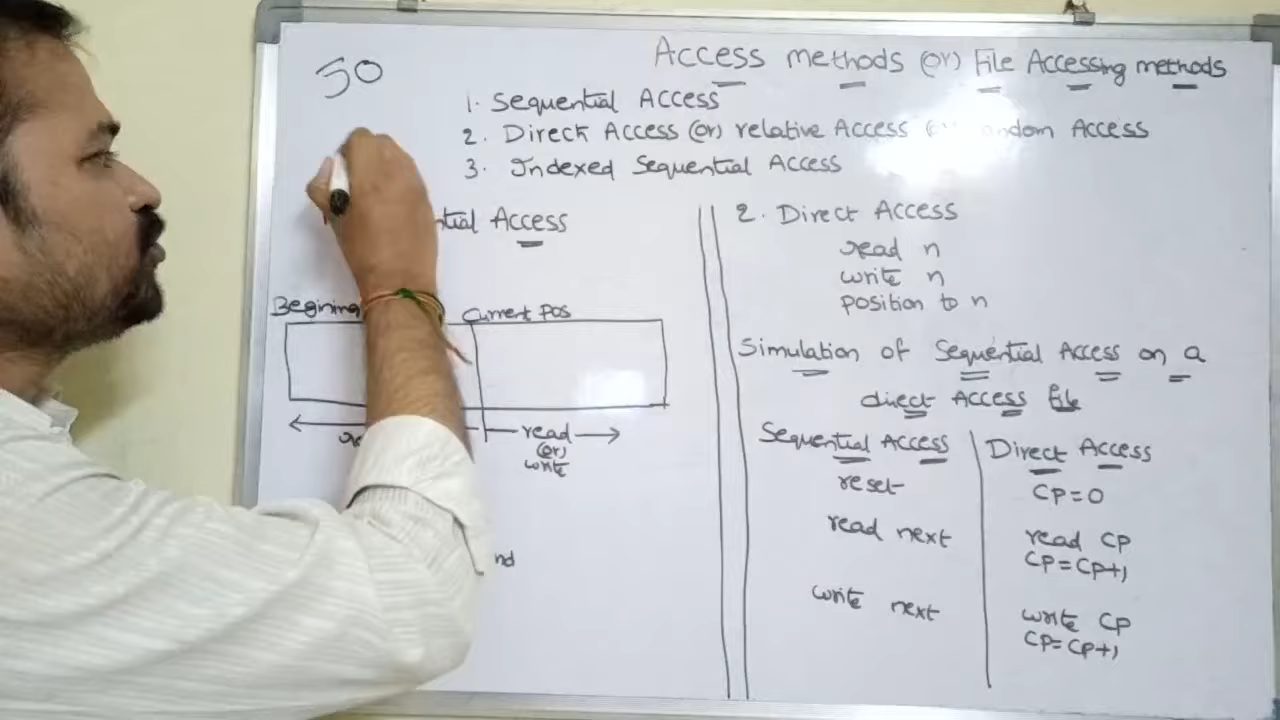 50
Access methods (or) File Accessing methods
1. Sequential Access
2. Direct Access (or) relative Access Access
3. Indexed Sequential Access
Access
Begining
Current Pos
read
(or)
write
nd
2. Direct Access
read n
write n
position to n
Simulation of Sequential Access on a
direct Access file
Sequential Access
Direct Access
reset
CP=0
read next
read CP
CP=CP+1
write next
write CP
CP=CP+1